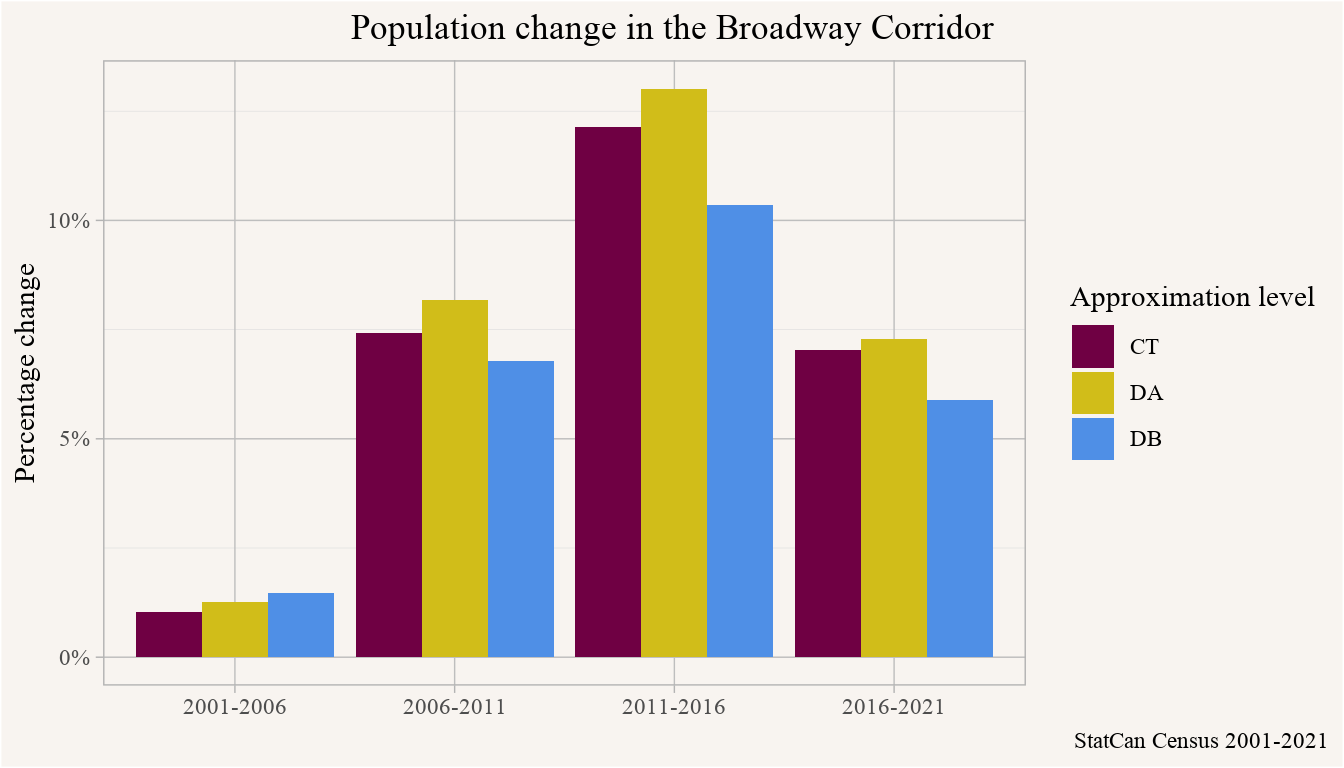 Population change in the Broadway Corridor
Percentage change
10%
5%
0%
2001-2006
2006-2011
2011-2016
2016-2021
Approximation level
CT
DA
DB
StatCan Census 2001-2021